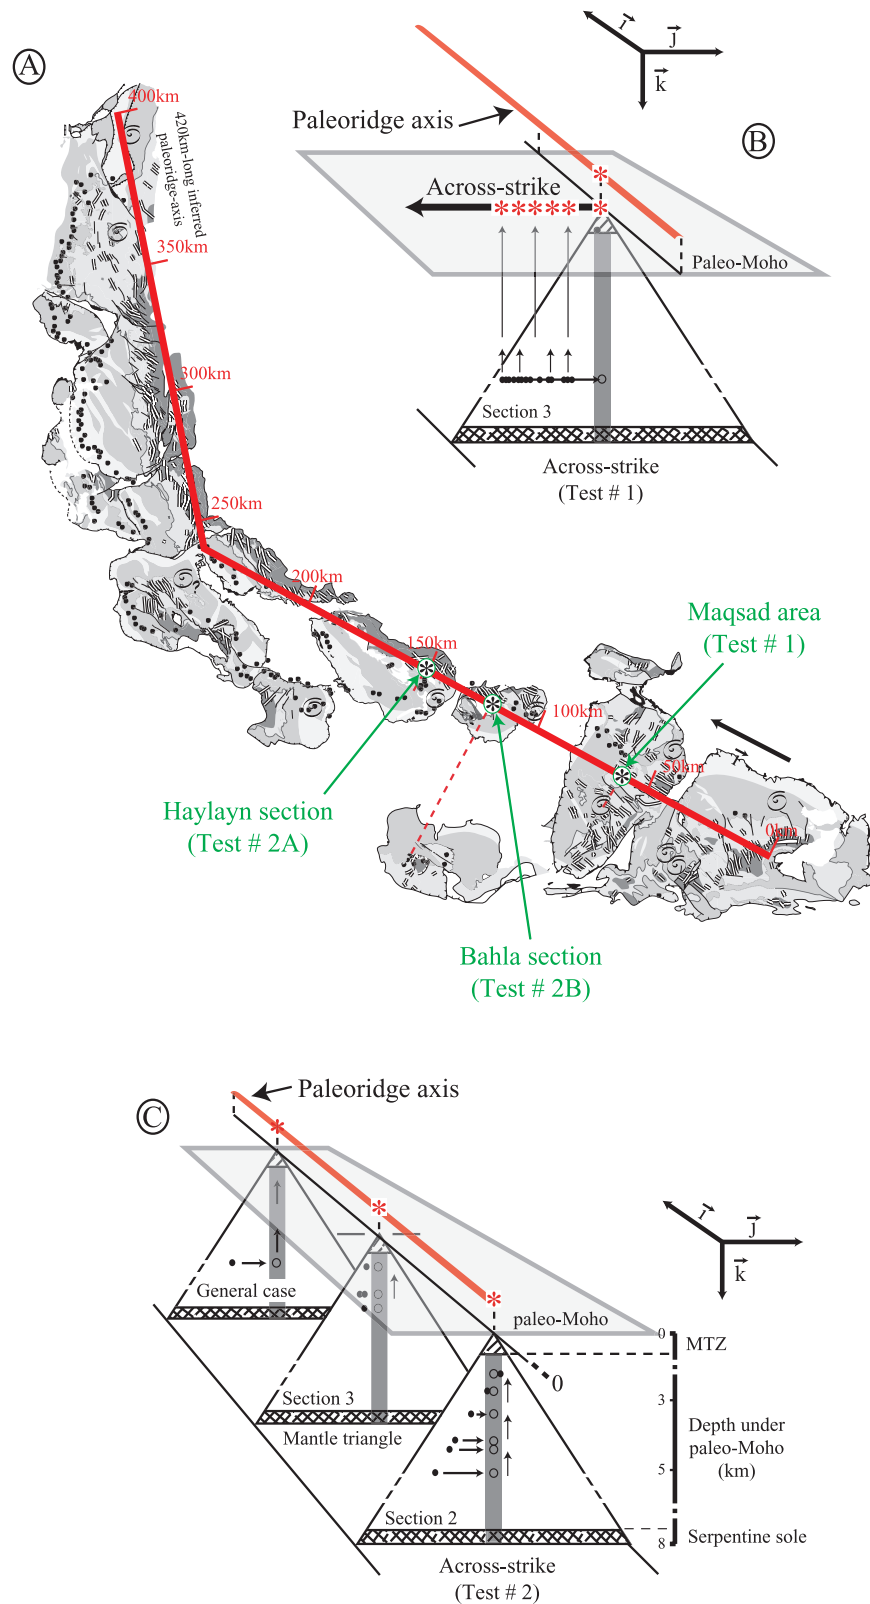 A
400km
420km-long inferred
paleoridge-axis
350km
300km
250km
200km
150km
100km
50km
0km
Maqsad area
(Test # 1)
Haylayn section
(Test # 2A)
Bahla section
(Test # 2B)
B
i
j
k
Paleoridge axis
Across-strike
Paleo-Moho
Section 3
Across-strike
(Test # 1)
C
Paleoridge axis
i
j
k
General case
paleo-Moho
0
MTZ
0
Section 3
Mantle triangle
3
Depth under
paleo-Moho
(km)
5
Section 2
Serpentine sole
8
Across-strike
(Test # 2)